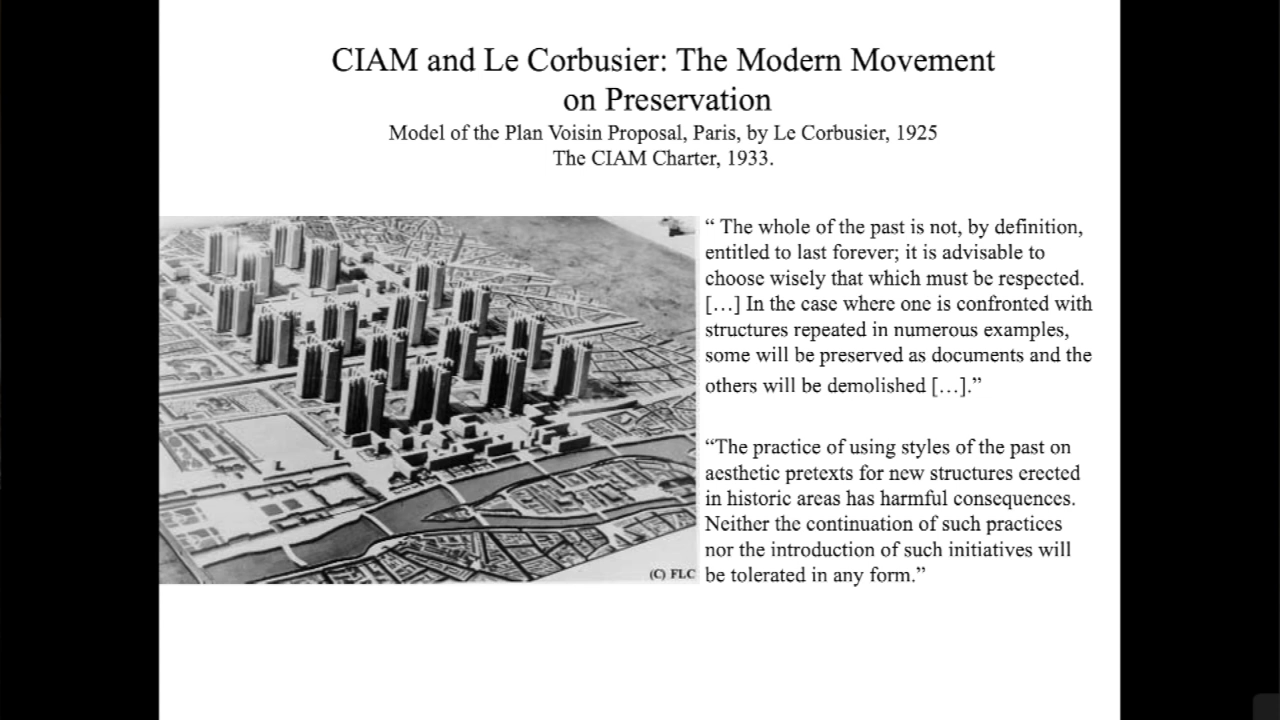 CIAM and Le Corbusier: The Modern Movement
on Preservation
Model of the Plan Voisin Proposal, Paris, by Le Corbusier, 1925
The CIAM Charter, 1933.
“ The whole of the past is not, by definition,
entitled to last forever; it is advisable to
choose wisely that which must be respected.
[…] In the case where one is confronted with
structures repeated in numerous examples,
some will be preserved as documents and the
others will be demolished […].”
“The practice of using styles of the past on
aesthetic pretexts for new structures erected
in historic areas has harmful consequences.
Neither the continuation of such practices
nor the introduction of such initiatives will
be tolerated in any form.”
(C) FLC